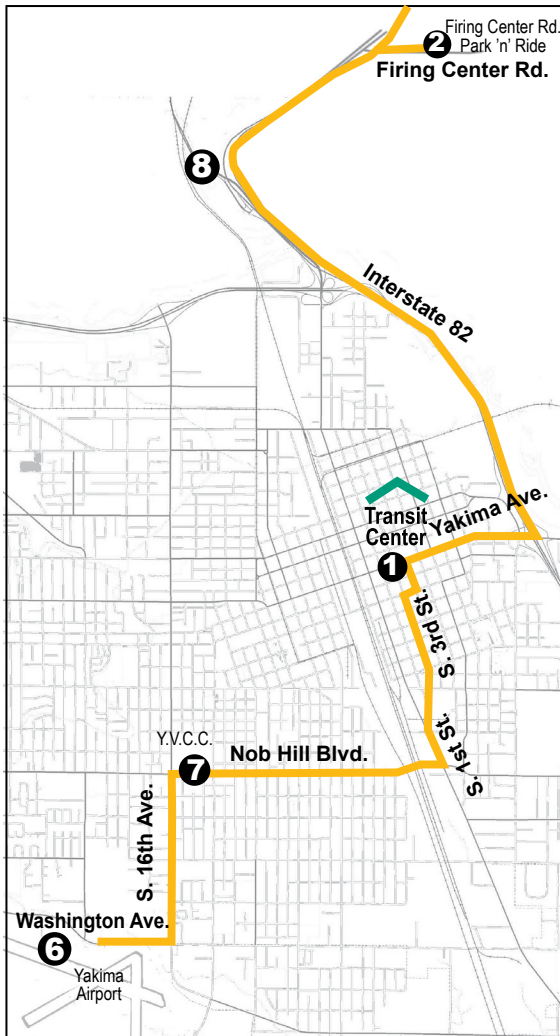 Firing Center Rd.
Park 'n' Ride
2
Firing Center Rd.
8
Interstate 82
Transit
Center
Yakima Ave.
1
S. 3rd St.
S. 1st St.
Y.V.C.C.
7
Nob Hill Blvd.
S. 16th Ave.
Washington Ave.
6
Yakima
Airport